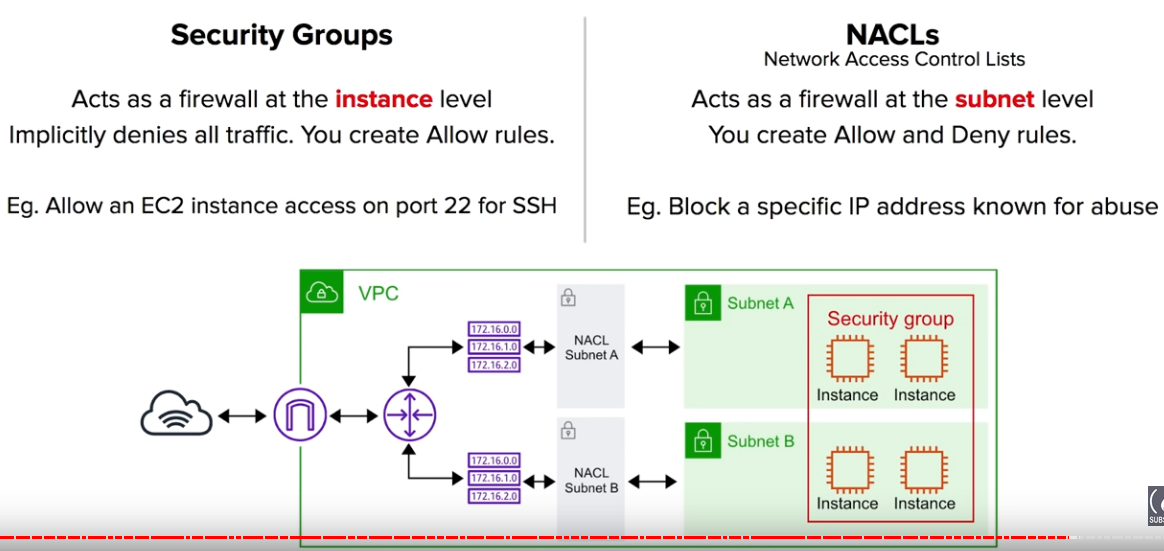 Security Groups
Acts as a firewall at the instance level
Implicitly denies all traffic. You create Allow rules.
Eg. Allow an EC2 instance access on port 22 for SSH
NACLs
Network Access Control Lists
Acts as a firewall at the subnet level
You create Allow and Deny rules.
Eg. Block a specific IP address known for abuse
VPC
172.16.0.0
172.16.1.0
172.16.2.0
NACL
Subnet A
Subnet A
Security group
Instance Instance
172.16.0.0
172.16.1.0
172.16.2.0
NACL
Subnet B
Subnet B
Instance Instance